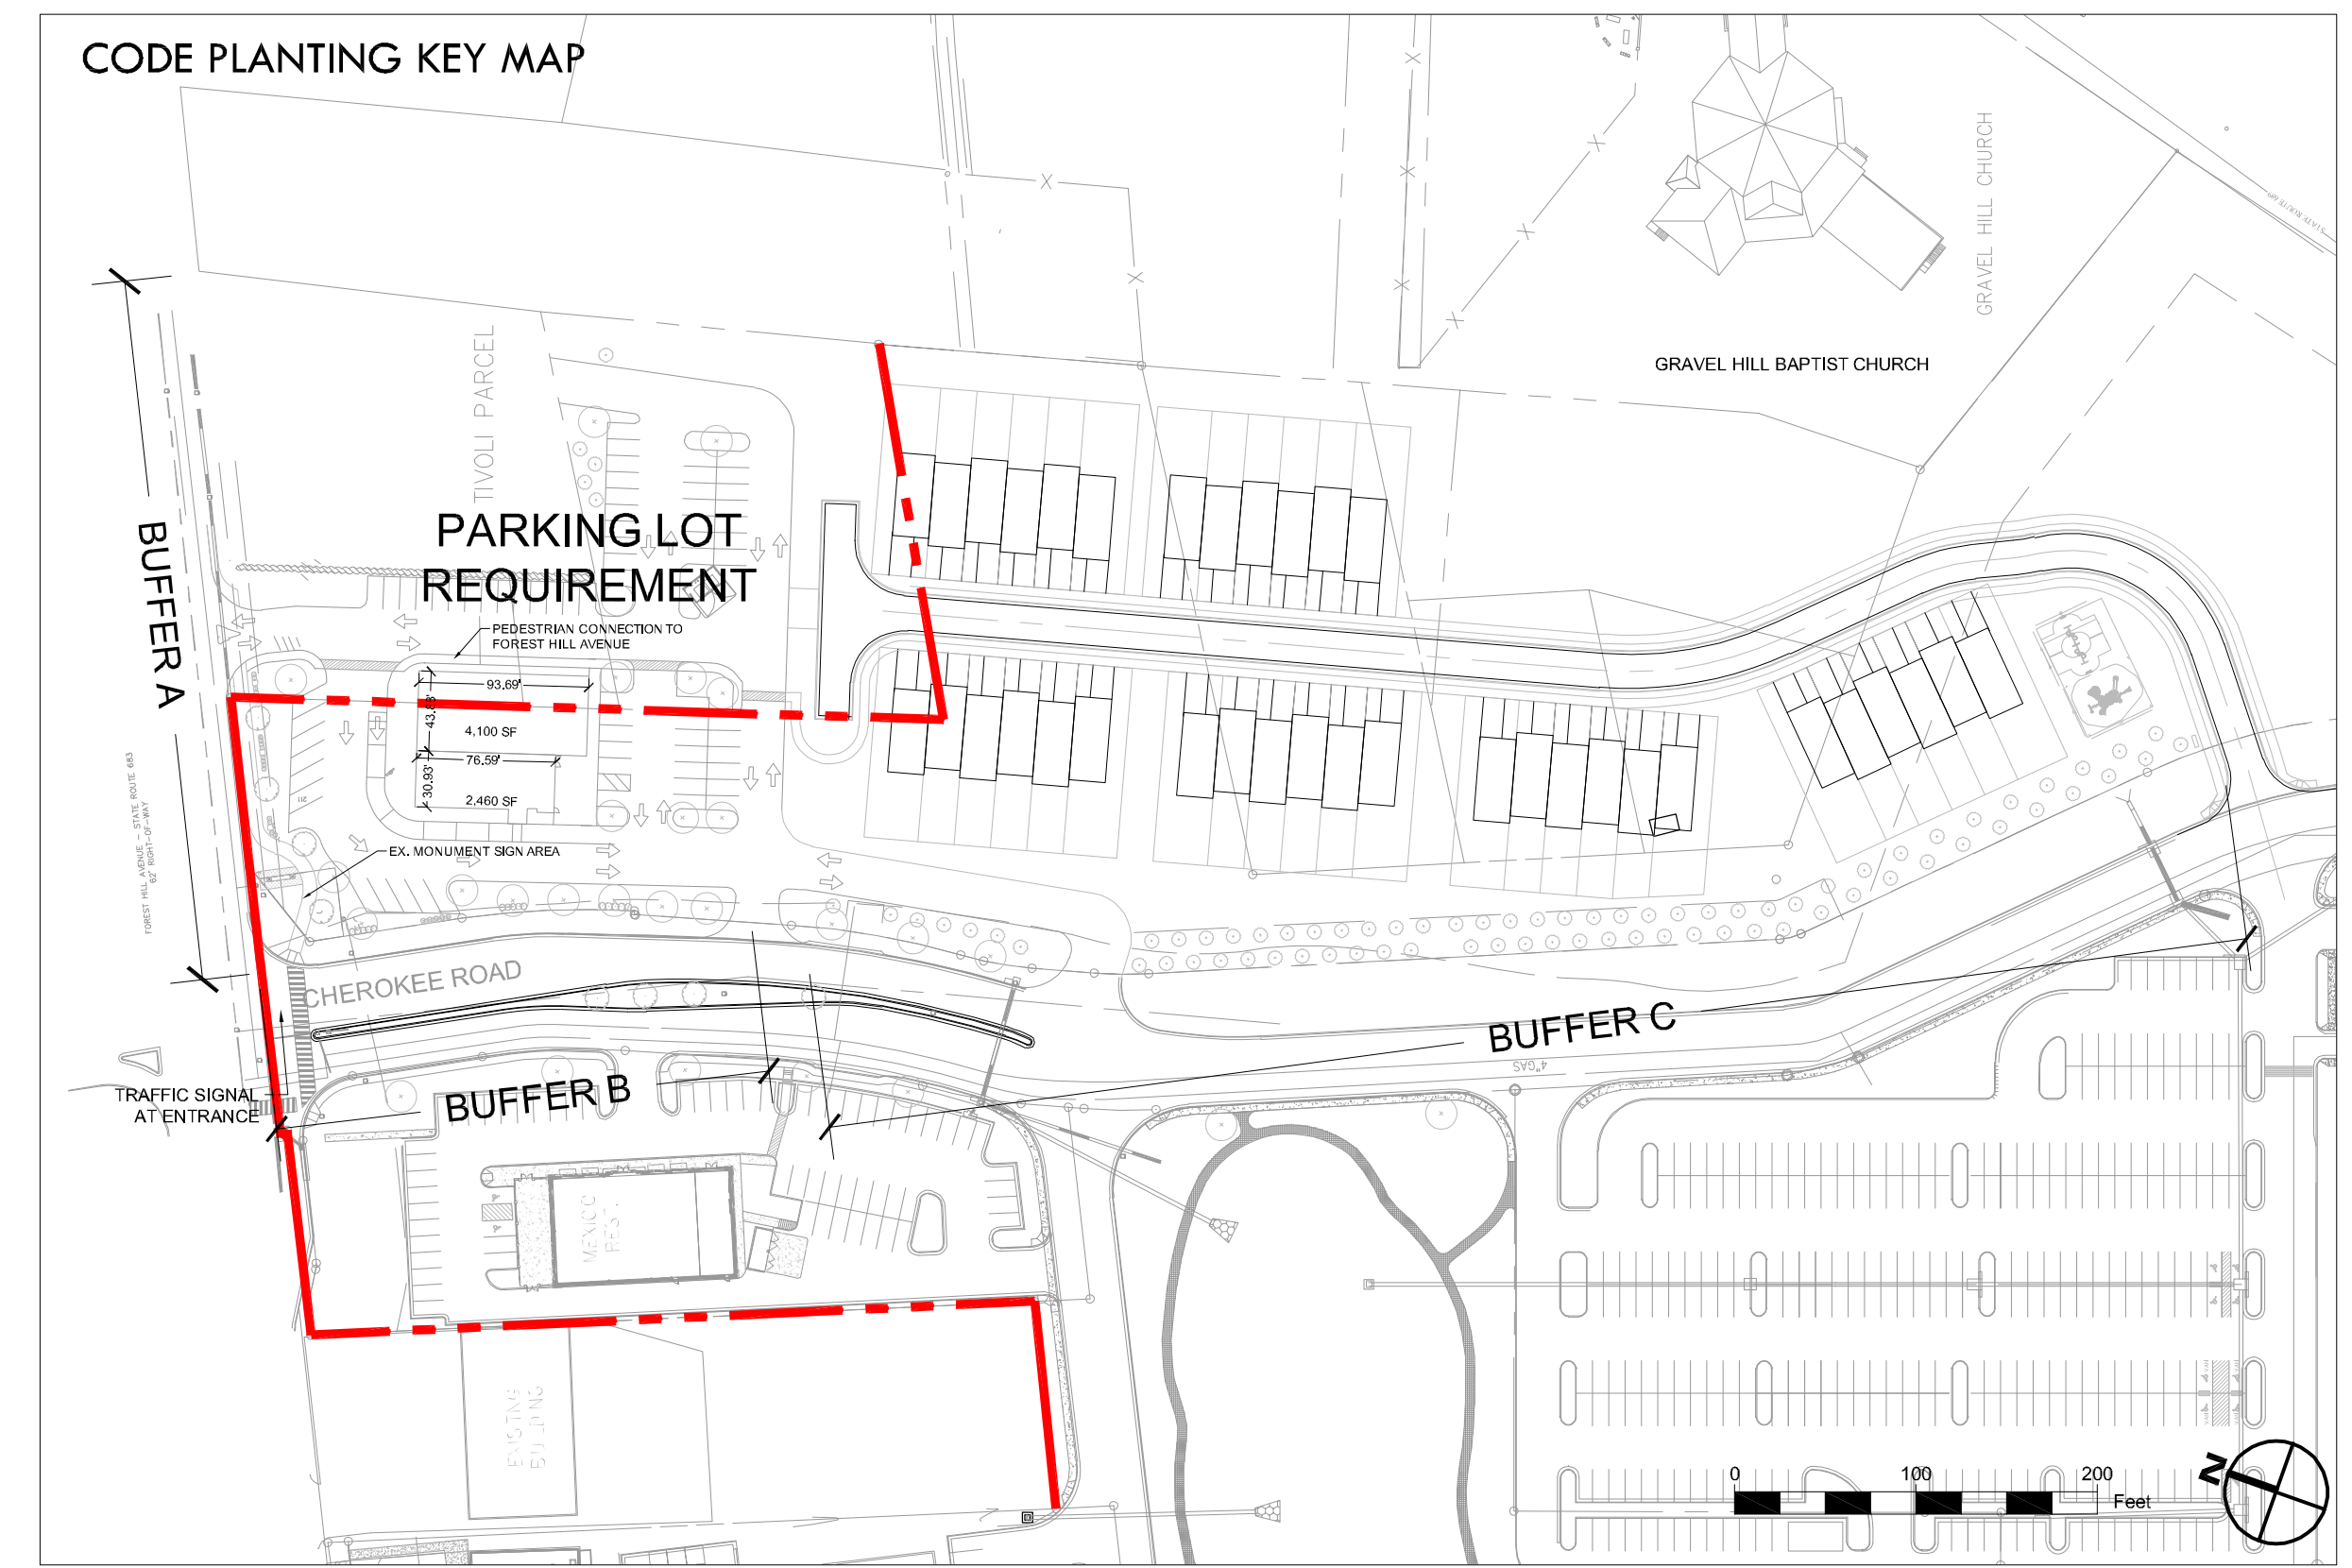 CODE PLANTING KEY MAP
GRAVEL HILL CHURCH
STATE ROUTE 689
GRAVEL HILL BAPTIST CHURCH
TIVOLI PARCEL
BUFFER A
PARKING LOT
REQUIREMENT
PEDESTRIAN CONNECTION TO
FOREST HILL AVENUE
93.69'
43.83'
4,100 SF
76.59'
30.93'
2,460 SF
FOREST HILL AVENUE - STATE ROUTE 683
62' RIGHT-OF-WAY
EX. MONUMENT SIGN AREA
CHEROKEE ROAD
BUFFER C
4"GAS
TRAFFIC SIGNAL
AT ENTRANCE
BUFFER B
MEXICO
REST.
EXISTING
BUILDING
0 100 200
Feet
N